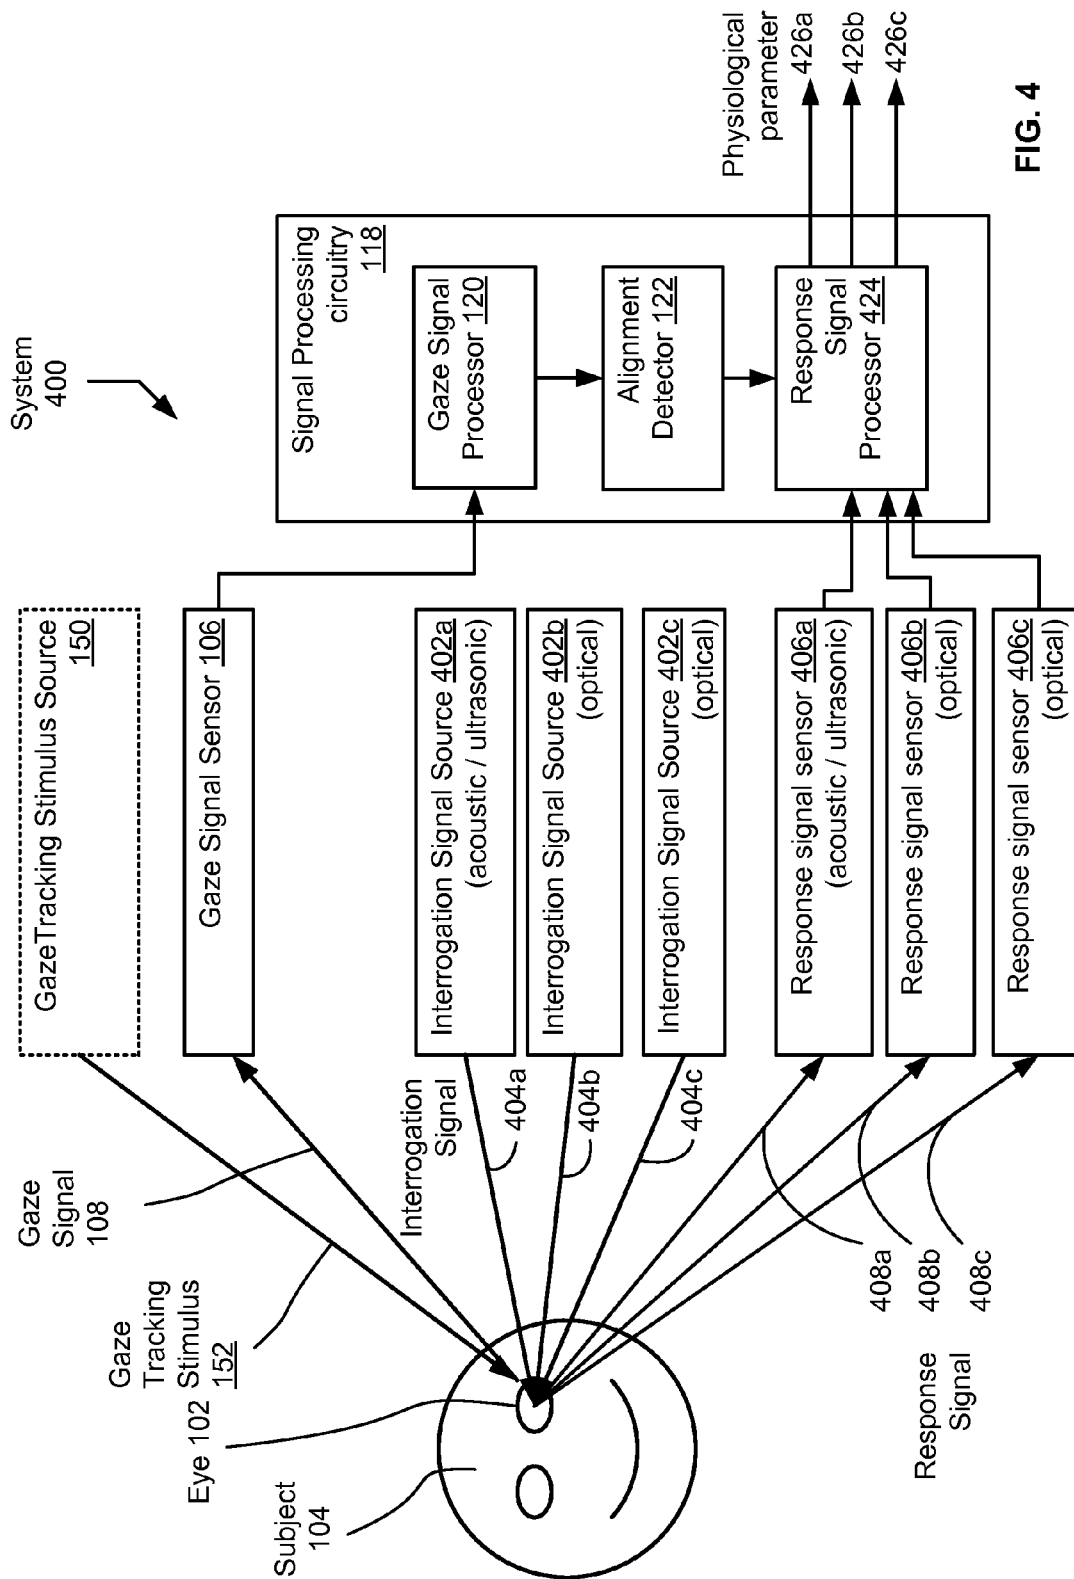 System
400
GazeTracking Stimulus Source
150
Gaze Signal Sensor 106
Interrogation Signal Source 402a
(acoustic / ultrasonic)
Interrogation Signal Source 402b
(optical)
Interrogation Signal Source 402c
(optical)
Response signal sensor 406a
(acoustic / ultrasonic)
Response signal sensor 406b
(optical)
Response signal sensor 406c
(optical)
Signal Processing
circuitry
118
Gaze Signal
Processor 120
Alignment
Detector 122
Response
Signal
Processor 424
Physiological
parameter
426a
426b
426c
Gaze
Signal
108
Gaze
Tracking
Stimulus
152
Eye 102
Subject
104
Interrogation
Signal
404a
404b
404c
408a
408b
408c
Response
Signal
FIG. 4